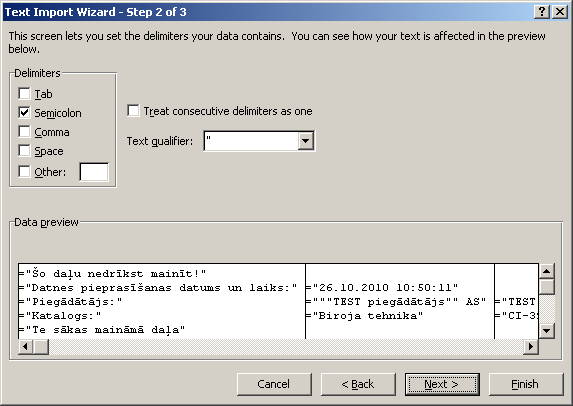 Text Import Wizard - Step 2 of 3
This screen lets you set the delimiters your data contains. You can see how your text is affected in the preview
below.
Delimiters
Tab
Semicolon
Comma
Space
Other:
Treat consecutive delimiters as one
Text qualifier: "
Data preview
="Šo daļu nedrīkst mainīt!"
="Datnes pieprasīšanas datums un laiks:" ="26.10.2010 10:50:11"
="Piegādātājs:" ="""TEST piegādātājs"" AS" ="TEST
="Katalogs:" ="Biroja tehnika" ="CI-3
="Te sākas maināmā daļa"
Cancel < Back Next > Finish